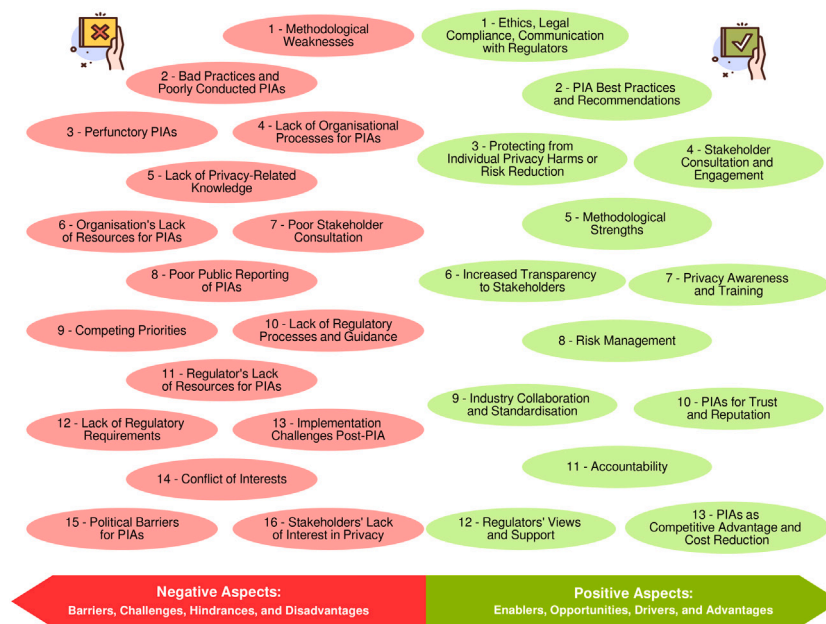 1 - Methodological
Weaknesses
2 - Bad Practices and
Poorly Conducted PIAs
3 - Perfunctory PIAs
4 - Lack of Organisational
Processes for PIAs
5 - Lack of Privacy-Related
Knowledge
6 - Organisation's Lack
of Resources for PIAs
7 - Poor Stakeholder
Consultation
8 - Poor Public Reporting
of PIAs
9 - Competing Priorities
10 - Lack of Regulatory
Processes and Guidance
11 - Regulator's Lack
of Resources for PIAs
12 - Lack of Regulatory
Requirements
13 - Implementation
Challenges Post-PIA
14 - Conflict of Interests
15 - Political Barriers
for PIAs
16 - Stakeholders' Lack
of Interest in Privacy
Negative Aspects:
Barriers, Challenges, Hindrances, and Disadvantages
1 - Ethics, Legal
Compliance, Communication
with Regulators
2 - PIA Best Practices
and Recommendations
3 - Protecting from
Individual Privacy Harms or
Risk Reduction
4 - Stakeholder
Consultation and
Engagement
5 - Methodological
Strengths
6 - Increased Transparency
to Stakeholders
7 - Privacy Awareness
and Training
8 - Risk Management
9 - Industry Collaboration
and Standardisation
10 - PIAs for Trust
and Reputation
11 - Accountability
12 - Regulators' Views
and Support
13 - PIAs as
Competitive Advantage and
Cost Reduction
Positive Aspects:
Enablers, Opportunities, Drivers, and Advantages